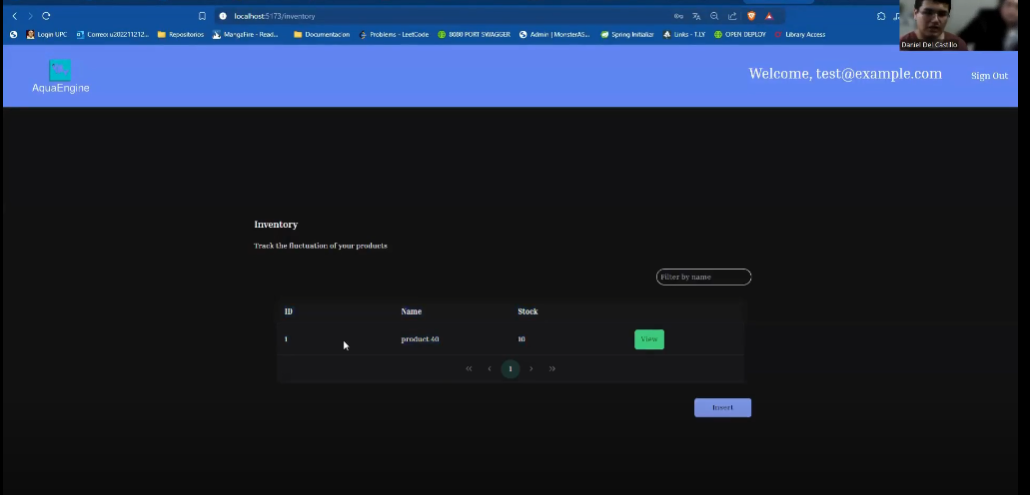 localhost:5173/inventory
Login UPC
Correo: u202211212...
Repositorios
MangaFire - Read...
Documentacion
Problems - LeetCode
8080 PORT SWAGGER
Admin | MonsterAS...
Spring Initializr
Links - T.LY
OPEN DEPLOY
Library Access
Daniel Del Castillo
AquaEngine
Welcome, test@example.com
Sign Out
Inventory
Track the fluctuation of your products
Filter by name
ID Name Stock
1 product 40 10 View
« ‹ 1 › »
Insert